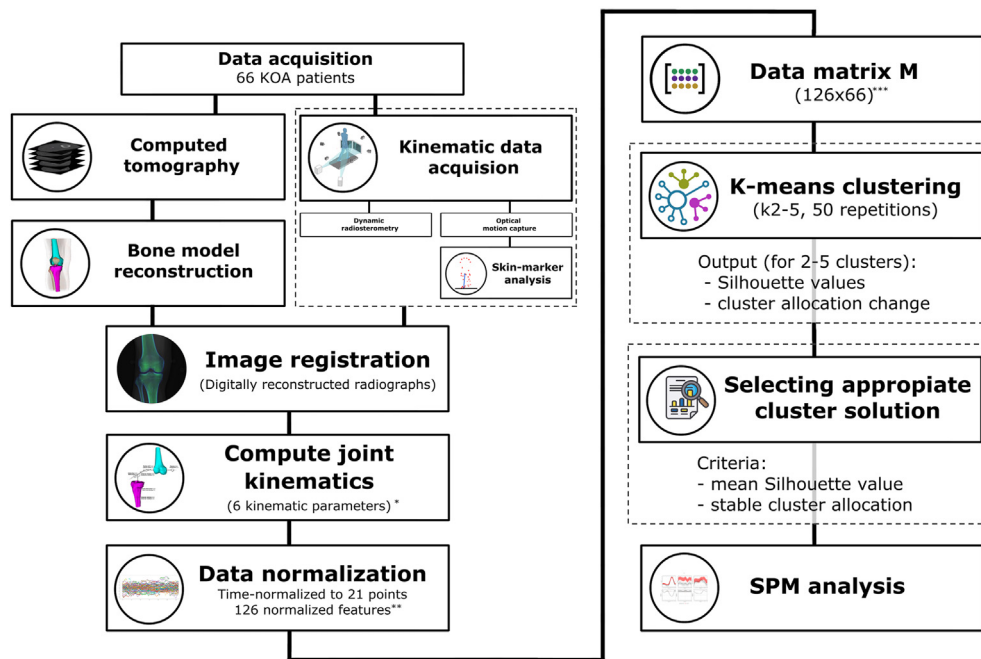 Data acquisition
66 KOA patients
Computed
tomography
Kinematic data
acquision
Dynamic
radiosterometry
Optical
motion capture
Skin-marker
analysis
Bone model
reconstruction
Image registration
(Digitally reconstructed radiographs)
Compute joint
kinematics
(6 kinematic parameters) *
Data normalization
Time-normalized to 21 points
126 normalized features**
Data matrix M
(126x66)***
K-means clustering
(k2-5, 50 repetitions)
Output (for 2-5 clusters):
- Silhouette values
- cluster allocation change
Selecting appropiate
cluster solution
Criteria:
- mean Silhouette value
- stable cluster allocation
SPM analysis